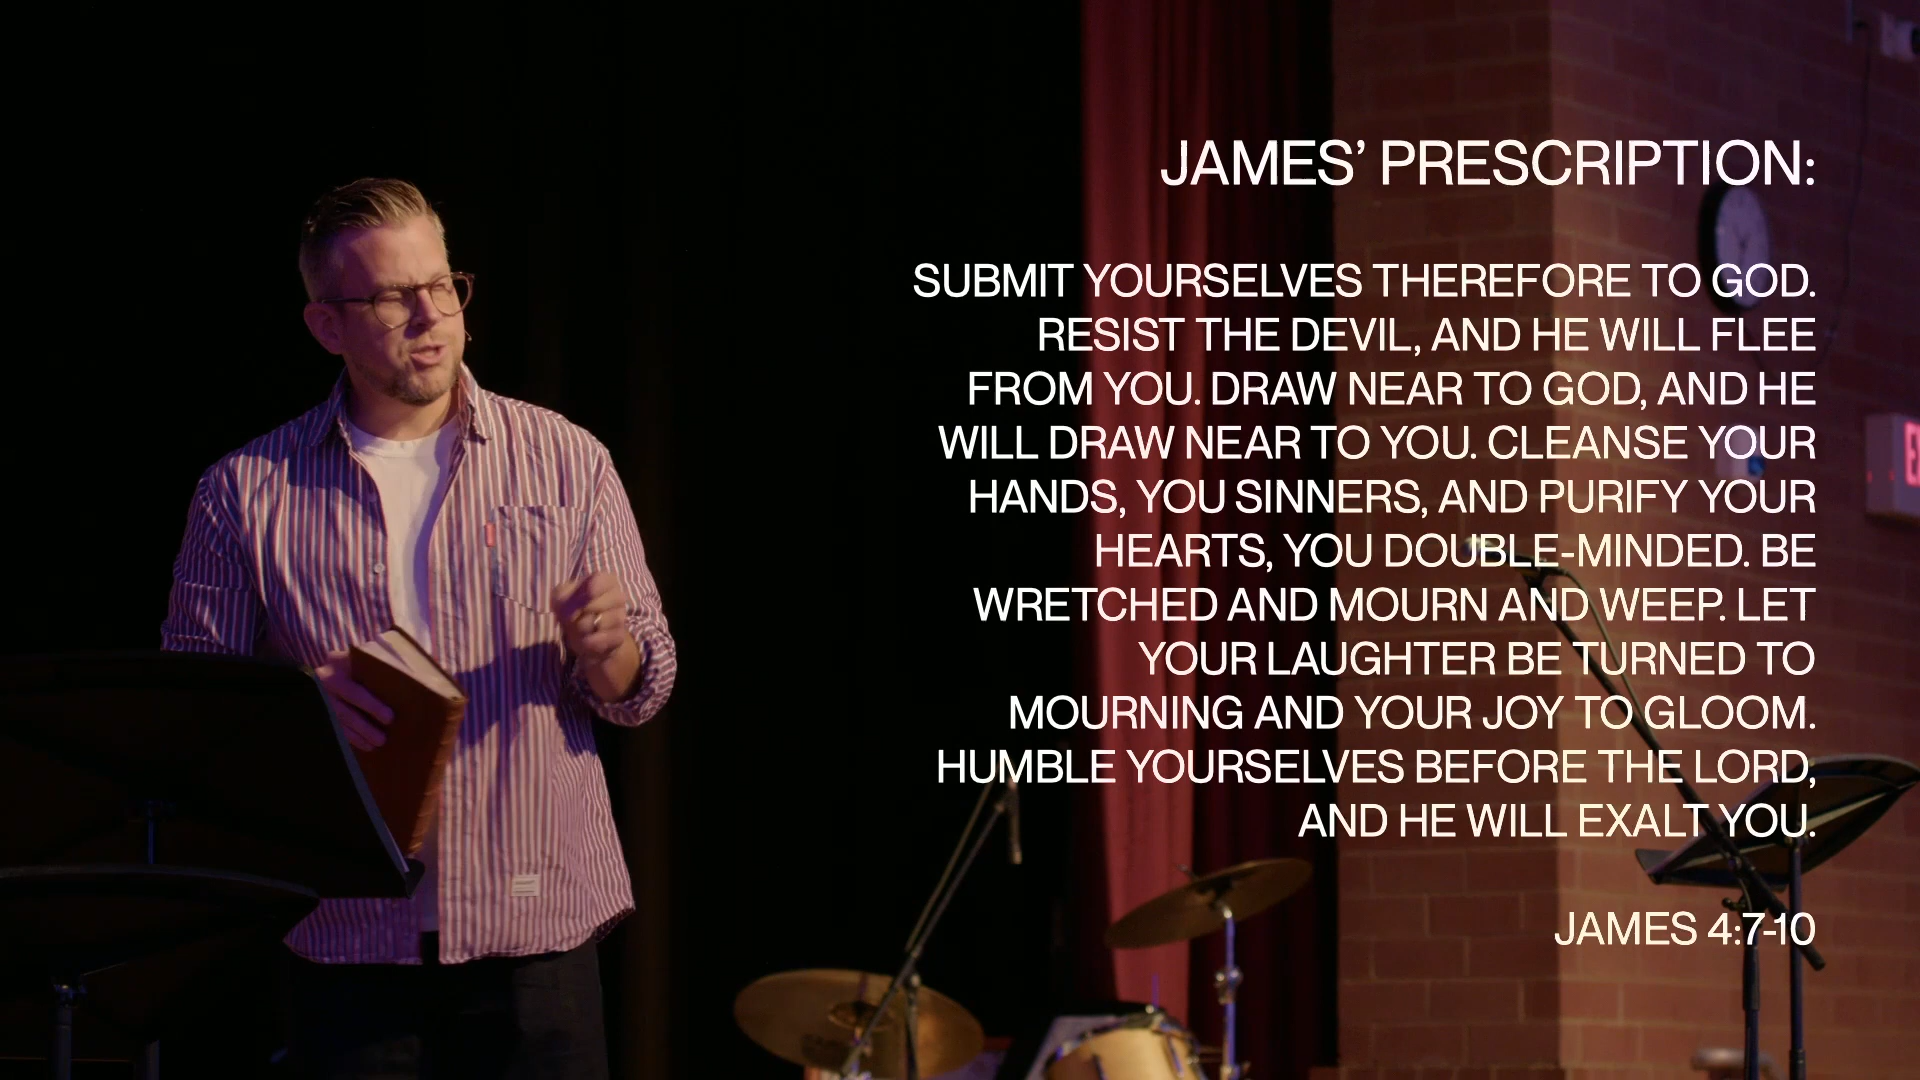 JAMES’ PRESCRIPTION:
SUBMIT YOURSELVES THEREFORE TO GOD.
RESIST THE DEVIL, AND HE WILL FLEE
FROM YOU. DRAW NEAR TO GOD, AND HE
WILL DRAW NEAR TO YOU. CLEANSE YOUR
HANDS, YOU SINNERS, AND PURIFY YOUR
HEARTS, YOU DOUBLE-MINDED. BE
WRETCHED AND MOURN AND WEEP. LET
YOUR LAUGHTER BE TURNED TO
MOURNING AND YOUR JOY TO GLOOM.
HUMBLE YOURSELVES BEFORE THE LORD,
AND HE WILL EXALT YOU.
JAMES 4:7-10